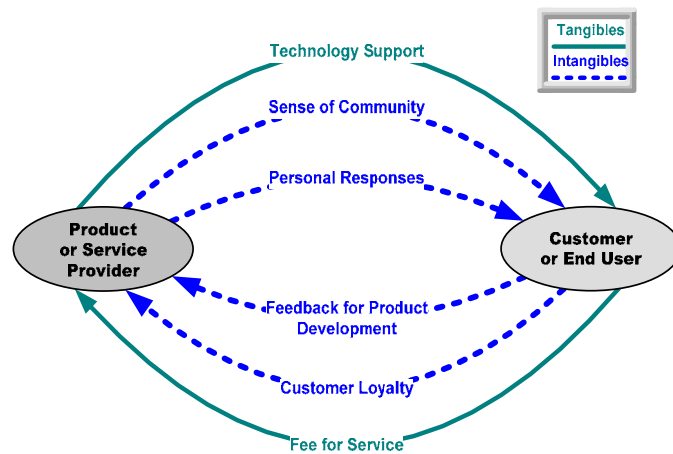 Technology Support
Tangibles
Intangibles
Sense of Community
Personal Responses
Product
or Service
Provider
Customer
or End User
Feedback for Product
Development
Customer Loyalty
Fee for Service